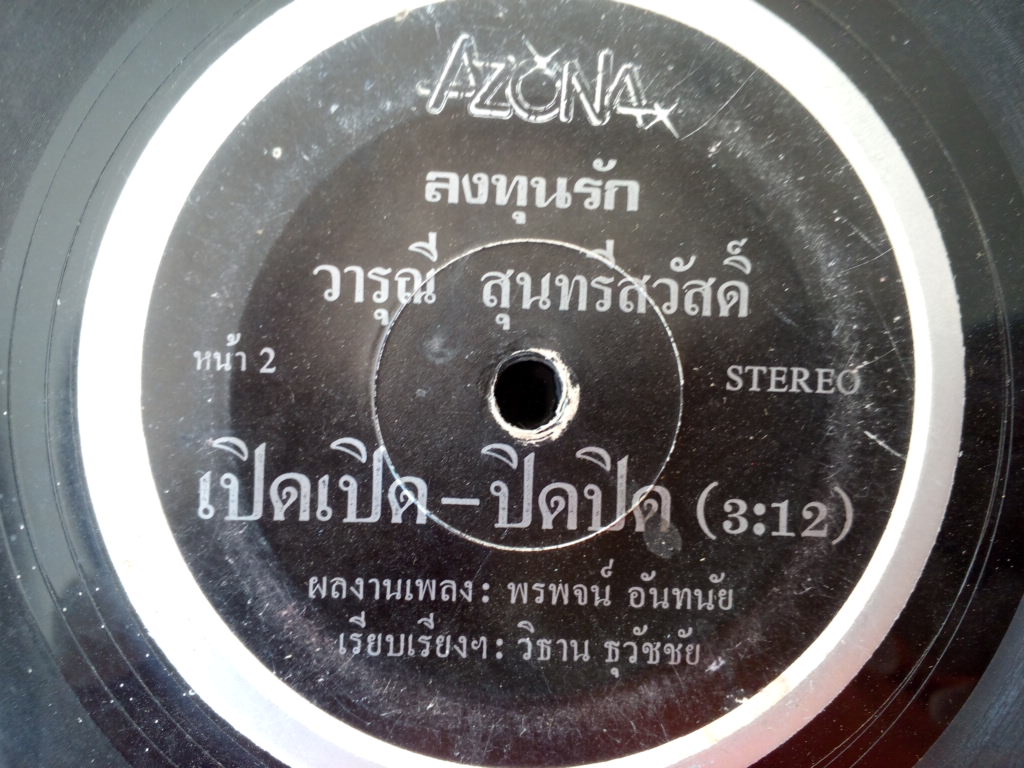 AZONA
ลงทุนรัก
วารุณี สุนทรีสวัสดิ์
หน้า 2
STEREO
เปิดเปิด-ปิดปิด (3:12)
ผลงานเพลง: พรพจน์ อันทนัย
เรียบเรียงฯ: วิธาน ธุวัชชัย